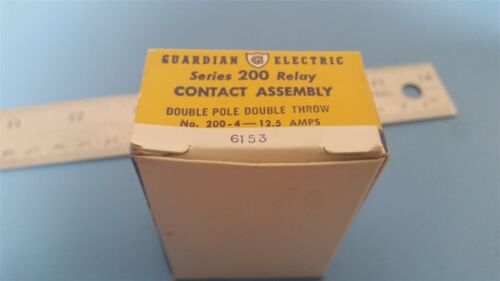 GUARDIAN G ELECTRIC
Series 200 Relay
CONTACT ASSEMBLY
DOUBLE POLE DOUBLE THROW
No. 200-4—12.5 AMPS
6153